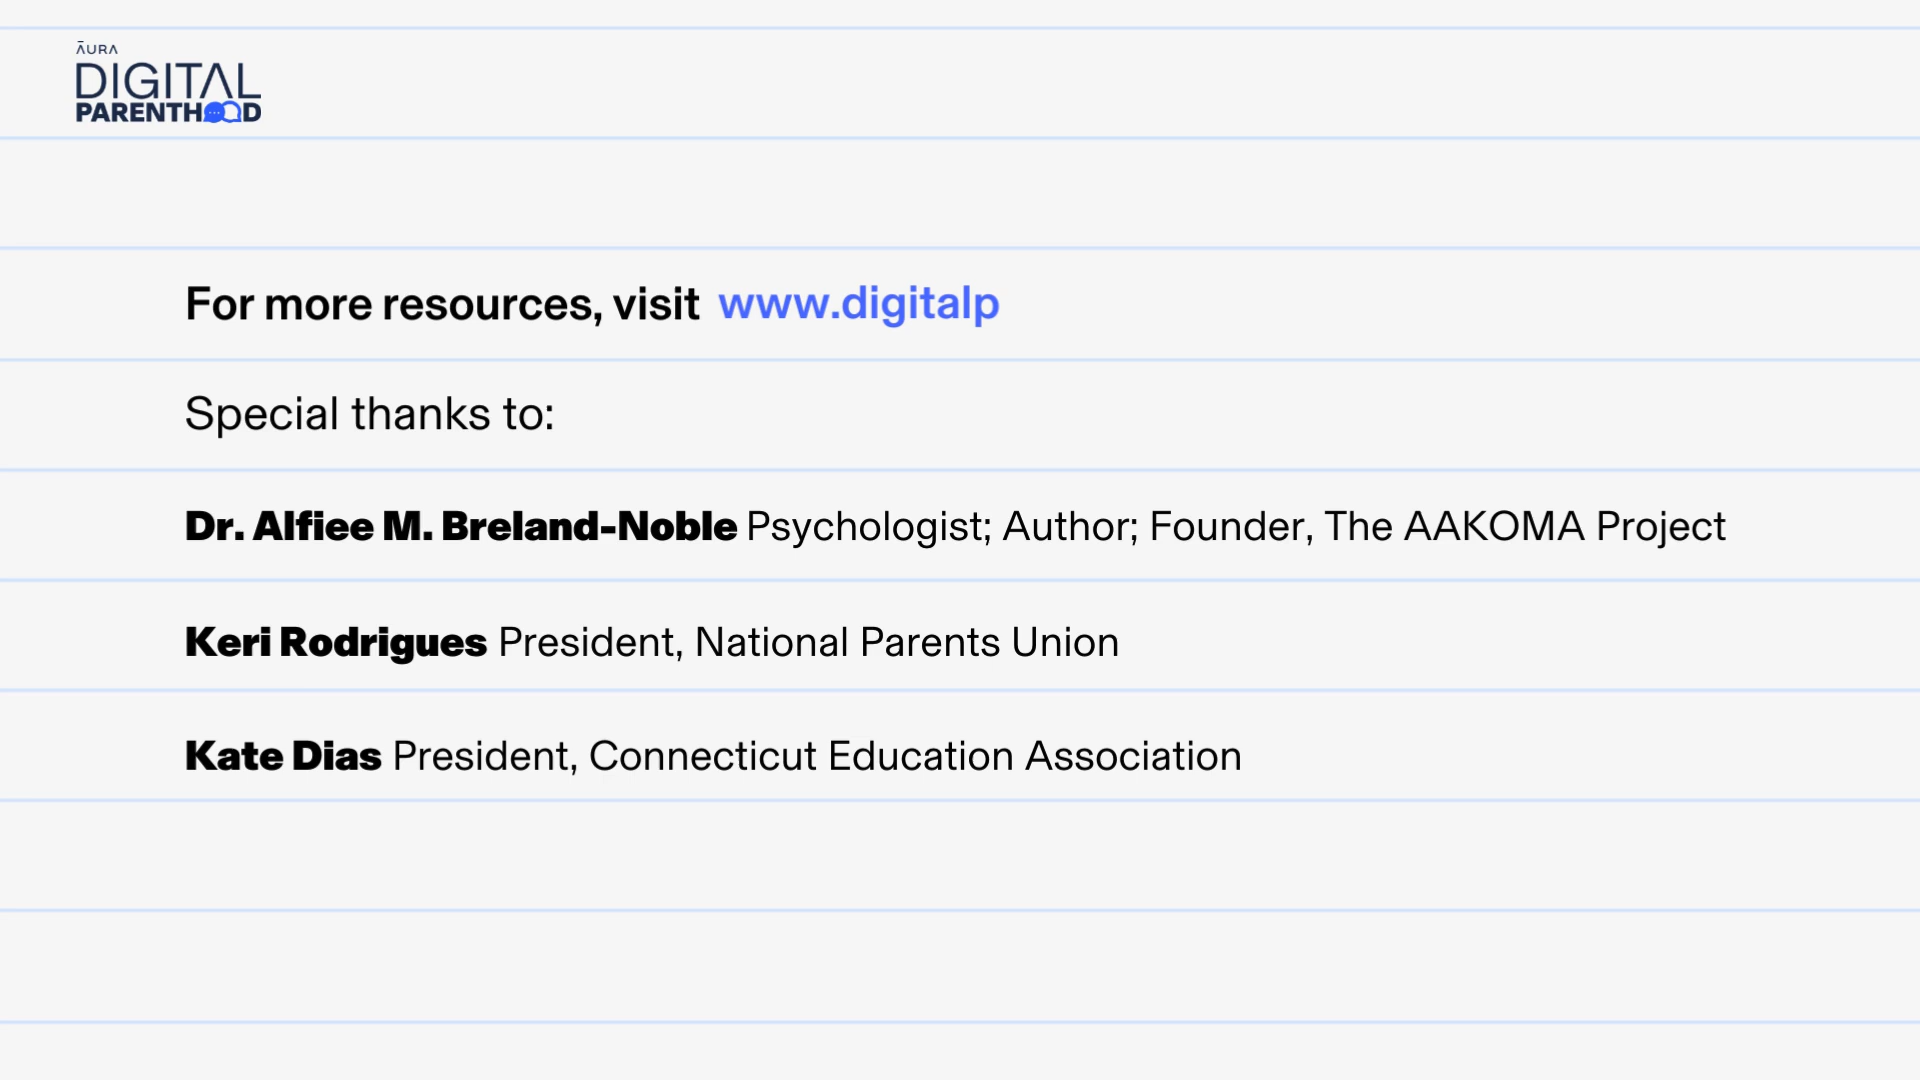 ĀURA
DIGITAL
PARENTHOOD
For more resources, visit www.digitalp
Special thanks to:
Dr. Alfiee M. Breland-Noble Psychologist; Author; Founder, The AAKOMA Project
Keri Rodrigues President, National Parents Union
Kate Dias President, Connecticut Education Association